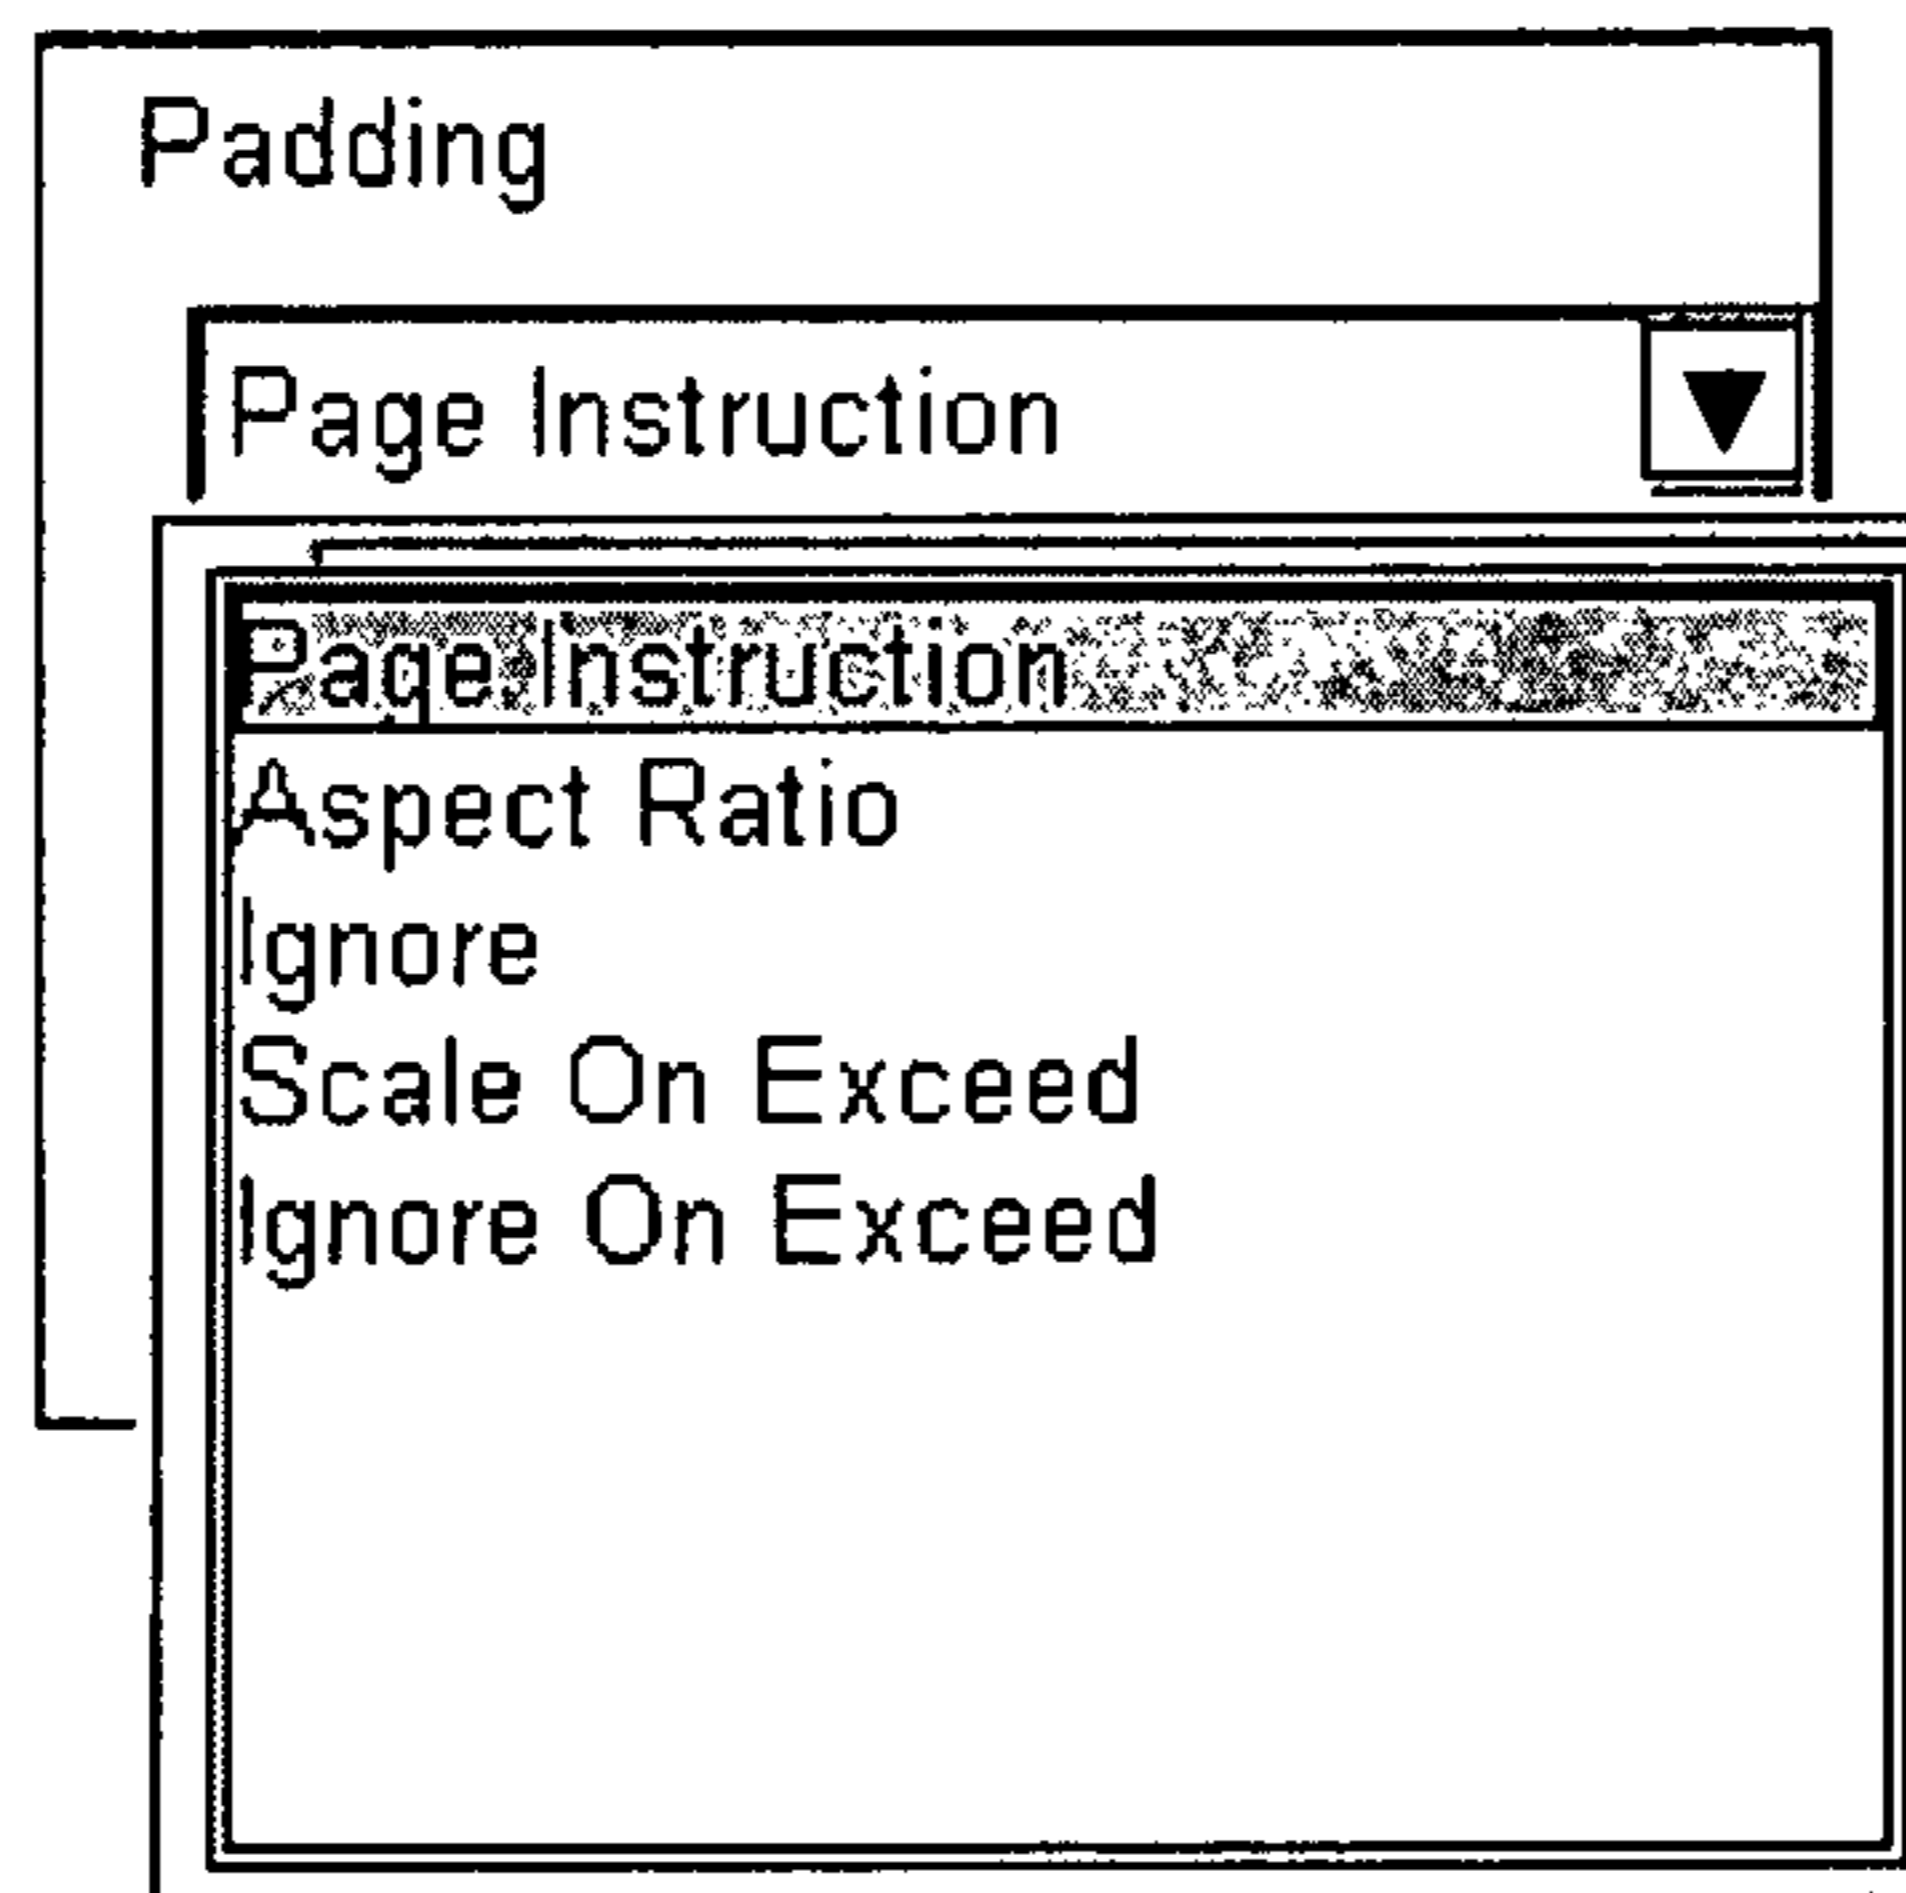 Padding
Page Instruction
Page Instruction
Aspect Ratio
Ignore
Scale On Exceed
Ignore On Exceed